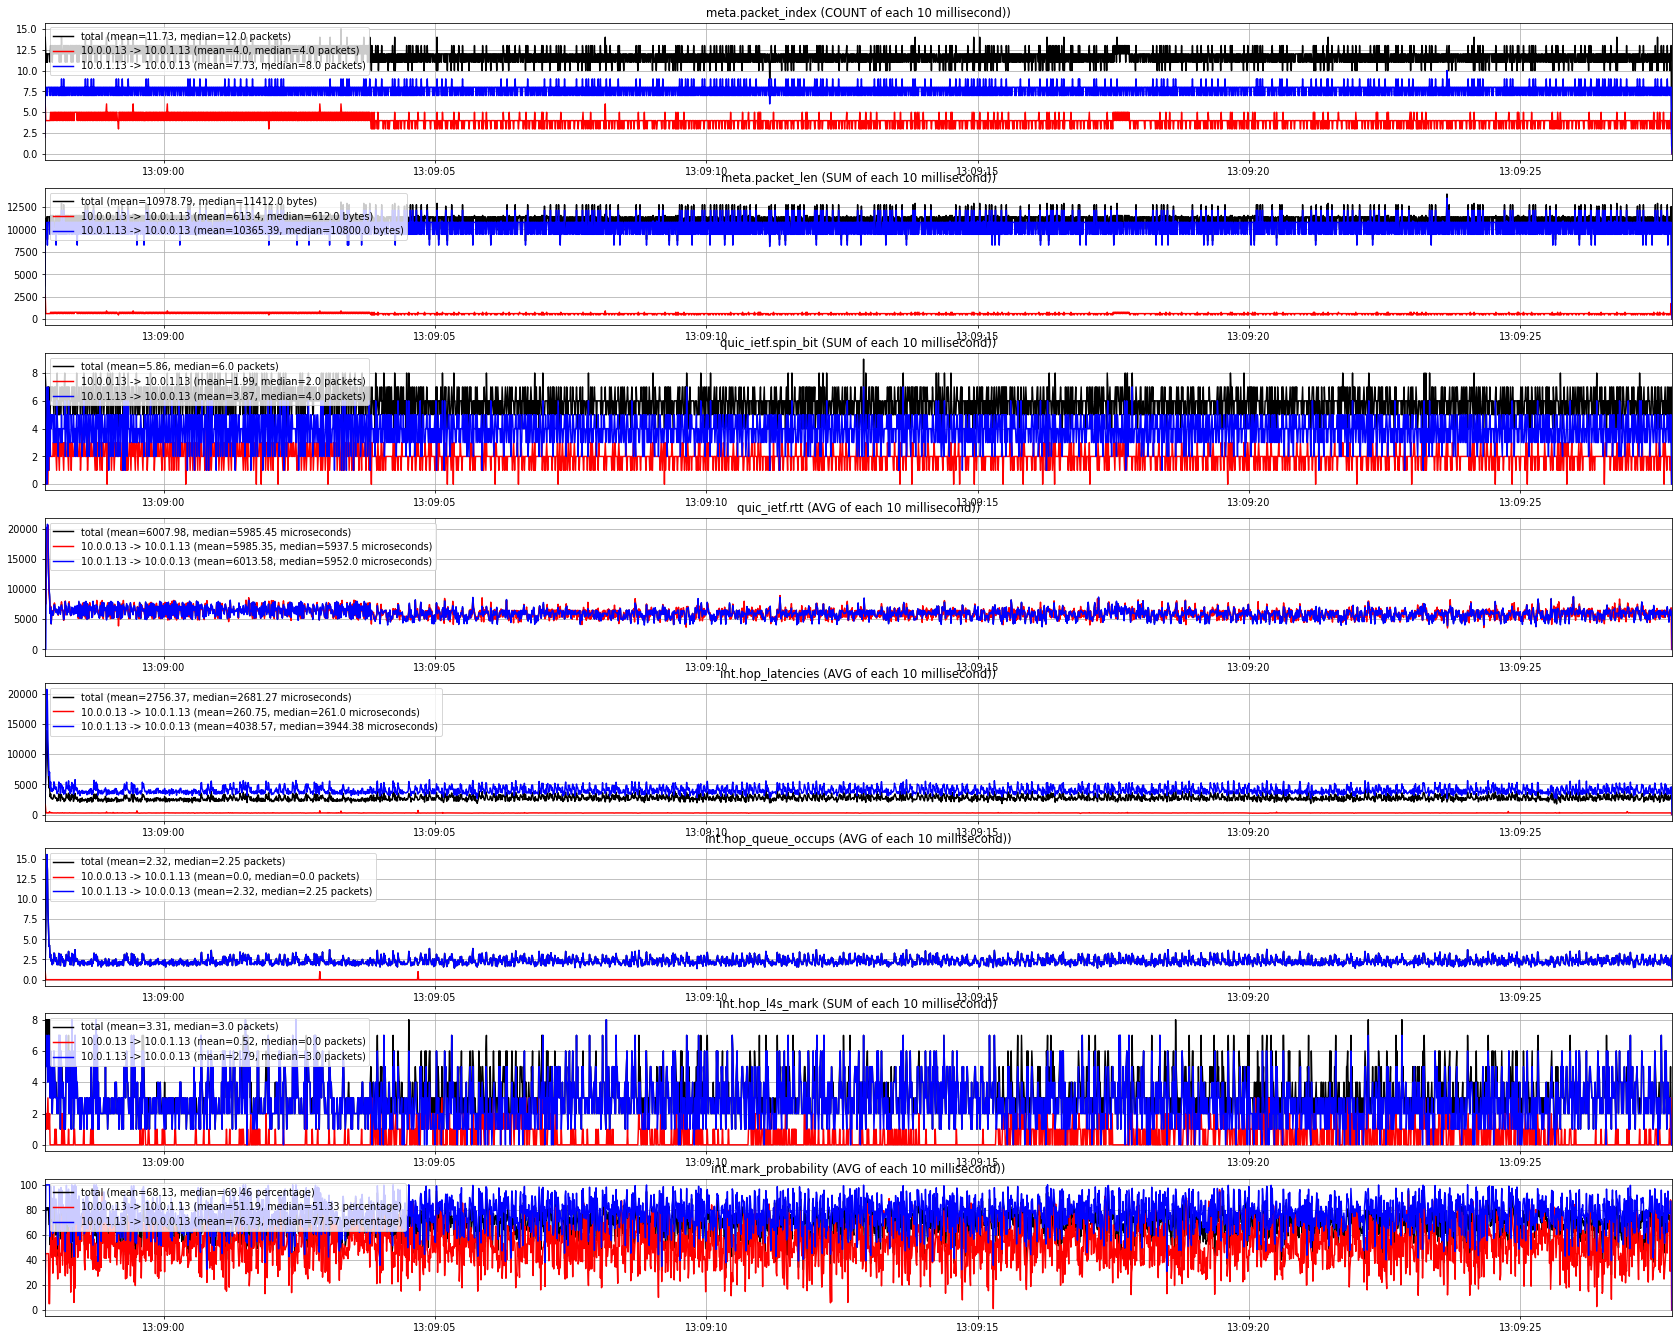 meta.packet_index (COUNT of each 10 millisecond))
total (mean=11.73, median=12.0 packets)
10.0.0.13 -> 10.0.1.13 (mean=4.0, median=4.0 packets)
10.0.1.13 -> 10.0.0.13 (mean=7.73, median=8.0 packets)
15.0
12.5
10.0
7.5
5.0
2.5
0.0
13:09:00 13:09:05 13:09:10 13:09:15 13:09:20 13:09:25
meta.packet_len (SUM of each 10 millisecond))
total (mean=10978.79, median=11412.0 bytes)
10.0.0.13 -> 10.0.1.13 (mean=613.4, median=612.0 bytes)
10.0.1.13 -> 10.0.0.13 (mean=10365.39, median=10800.0 bytes)
12500
10000
7500
5000
2500
0
13:09:00 13:09:05 13:09:10 13:09:15 13:09:20 13:09:25
quic_ietf.spin_bit (SUM of each 10 millisecond))
total (mean=5.86, median=6.0 packets)
10.0.0.13 -> 10.0.1.13 (mean=1.99, median=2.0 packets)
10.0.1.13 -> 10.0.0.13 (mean=3.87, median=4.0 packets)
8
6
4
2
0
13:09:00 13:09:05 13:09:10 13:09:15 13:09:20 13:09:25
quic_ietf.rtt (AVG of each 10 millisecond))
total (mean=6007.98, median=5985.45 microseconds)
10.0.0.13 -> 10.0.1.13 (mean=5985.35, median=5937.5 microseconds)
10.0.1.13 -> 10.0.0.13 (mean=6013.58, median=5952.0 microseconds)
20000
15000
10000
5000
0
13:09:00 13:09:05 13:09:10 13:09:15 13:09:20 13:09:25
int.hop_latencies (AVG of each 10 millisecond))
total (mean=2756.37, median=2681.27 microseconds)
10.0.0.13 -> 10.0.1.13 (mean=260.75, median=261.0 microseconds)
10.0.1.13 -> 10.0.0.13 (mean=4038.57, median=3944.38 microseconds)
20000
15000
10000
5000
0
13:09:00 13:09:05 13:09:10 13:09:15 13:09:20 13:09:25
int.hop_queue_occups (AVG of each 10 millisecond))
total (mean=2.32, median=2.25 packets)
10.0.0.13 -> 10.0.1.13 (mean=0.0, median=0.0 packets)
10.0.1.13 -> 10.0.0.13 (mean=2.32, median=2.25 packets)
15.0
12.5
10.0
7.5
5.0
2.5
0.0
13:09:00 13:09:05 13:09:10 13:09:15 13:09:20 13:09:25
int.hop_l4s_mark (SUM of each 10 millisecond))
total (mean=3.31, median=3.0 packets)
10.0.0.13 -> 10.0.1.13 (mean=0.52, median=0.0 packets)
10.0.1.13 -> 10.0.0.13 (mean=2.79, median=3.0 packets)
8
6
4
2
0
13:09:00 13:09:05 13:09:10 13:09:15 13:09:20 13:09:25
int.mark_probability (AVG of each 10 millisecond))
total (mean=68.13, median=69.46 percentage)
10.0.0.13 -> 10.0.1.13 (mean=51.19, median=51.33 percentage)
10.0.1.13 -> 10.0.0.13 (mean=76.73, median=77.57 percentage)
100
80
60
40
20
0
13:09:00 13:09:05 13:09:10 13:09:15 13:09:20 13:09:25